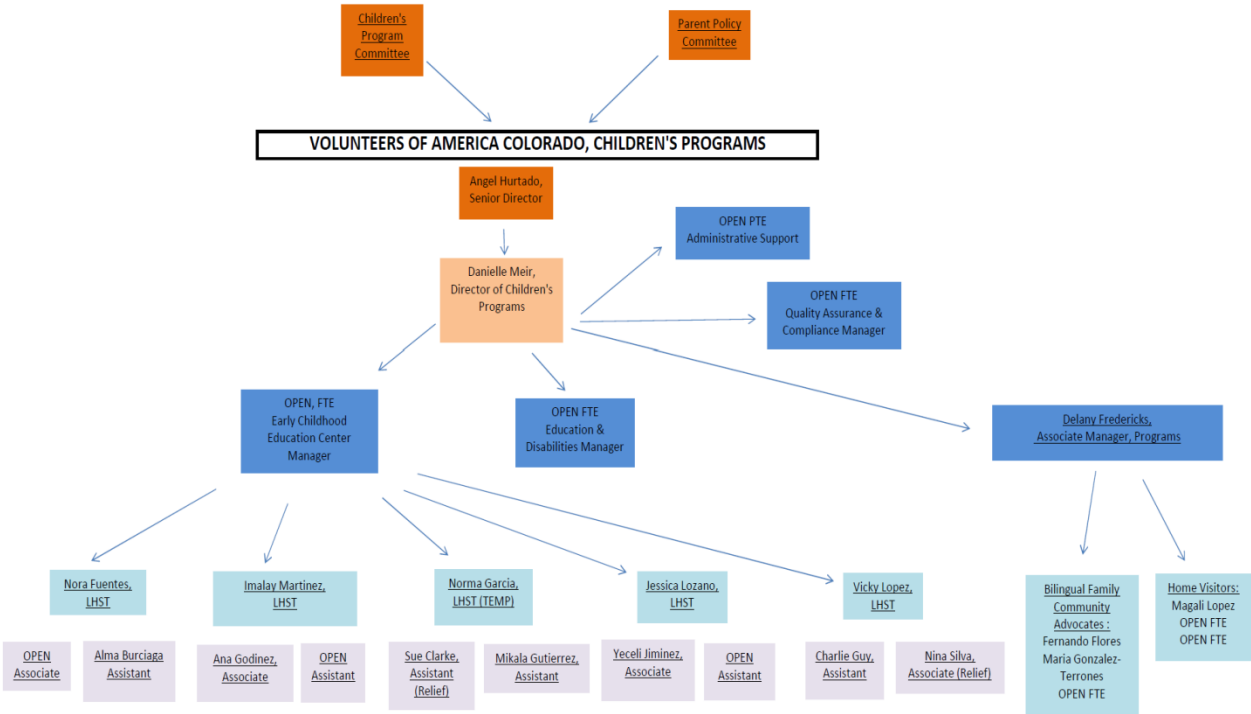 Children's
Program
Committee
Parent Policy
Committee
VOLUNTEERS OF AMERICA COLORADO, CHILDREN'S PROGRAMS
Angel Hurtado,
Senior Director
OPEN PTE
Administrative Support
Danielle Meir,
Director of Children's
Programs
OPEN FTE
Quality Assurance &
Compliance Manager
OPEN, FTE
Early Childhood
Education Center
Manager
OPEN FTE
Education &
Disabilities Manager
Delany Fredericks,
Associate Manager, Programs
Nora Fuentes,
LHST
Imalay Martinez,
LHST
Norma Garcia,
LHST (TEMP)
Jessica Lozano,
LHST
Vicky Lopez,
LHST
Bilingual Family
Community
Advocates :
Fernando Flores
Maria Gonzalez-
Terrones
OPEN FTE
Home Visitors:
Magali Lopez
OPEN FTE
OPEN FTE
OPEN
Associate
Alma Burciaga
Assistant
Ana Godinez,
Associate
OPEN
Assistant
Sue Clarke,
Assistant
(Relief)
Mikala Gutierrez,
Assistant
Yeceli Jiminez,
Associate
OPEN
Assistant
Charlie Guy,
Assistant
Nina Silva,
Associate (Relief)